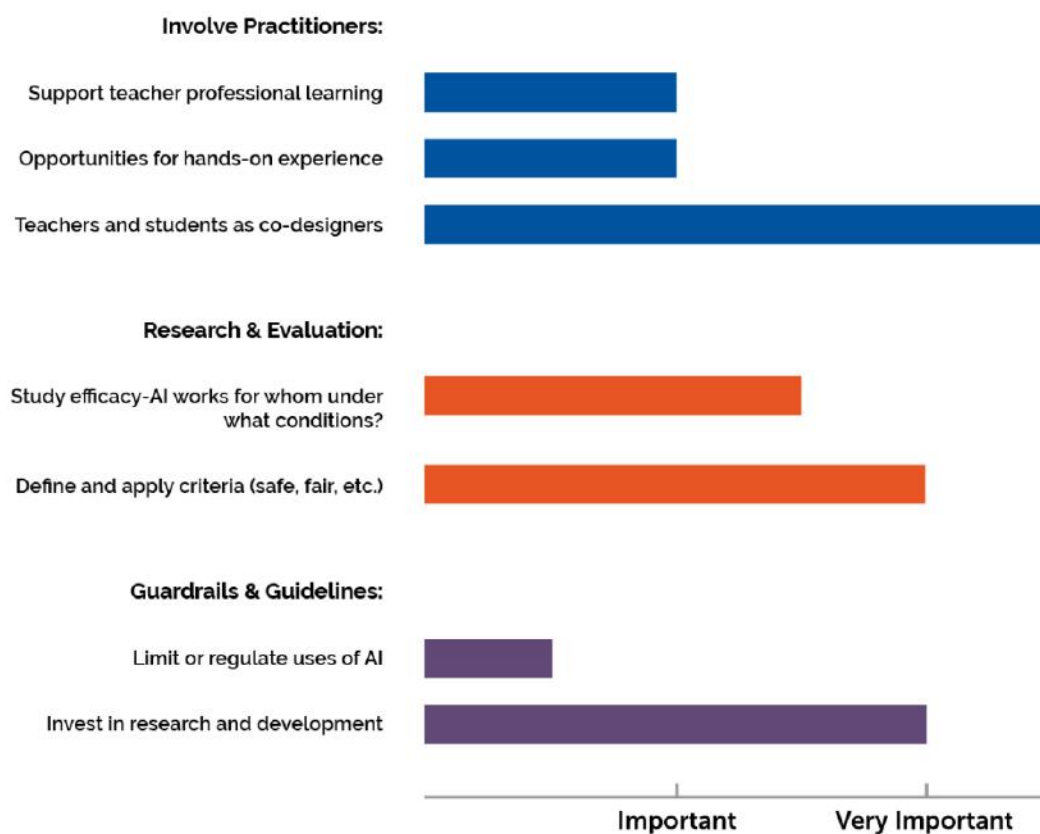 Involve Practitioners:
Support teacher professional learning
Opportunities for hands-on experience
Teachers and students as co-designers
Research & Evaluation:
Study efficacy-AI works for whom under
what conditions?
Define and apply criteria (safe, fair, etc.)
Guardrails & Guidelines:
Limit or regulate uses of AI
Invest in research and development
Important
Very Important